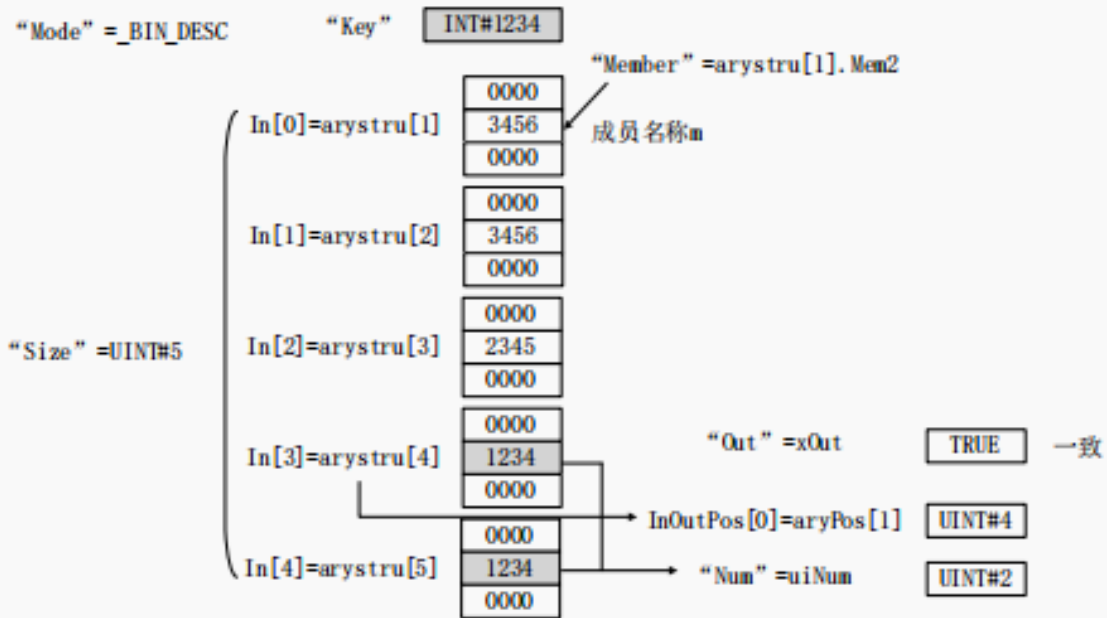 “Mode”=_BIN_DESC “Key” INT#1234
“Member”=arystru[1].Mem2
0000
In[0]=arystru[1] 3456 成员名称m
0000
0000
In[1]=arystru[2] 3456
0000
0000
“Size”=UINT#5 In[2]=arystru[3] 2345
0000
0000
“Out”=xOut TRUE 一致
In[3]=arystru[4] 1234
0000
InOutPos[0]=aryPos[1] UINT#4
0000
In[4]=arystru[5] 1234 “Num”=uiNum UINT#2
0000